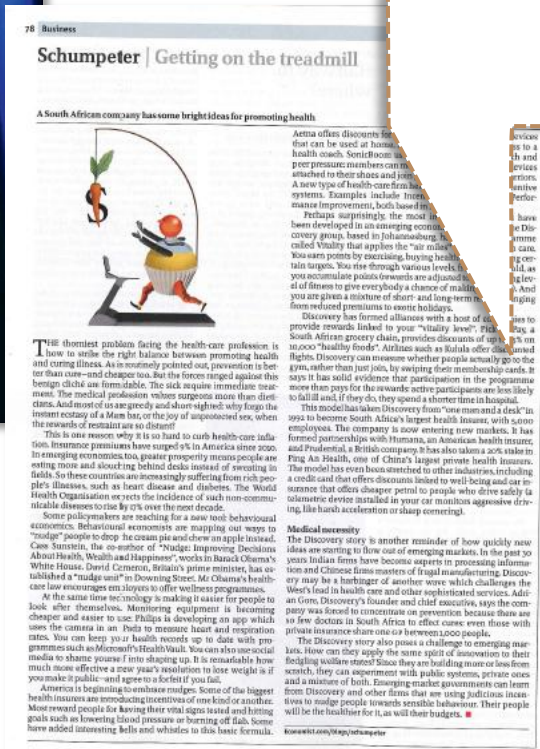 78 Business
Schumpeter | Getting on the treadmill
A South African company has some bright ideas for promoting health
THE thorniest problem facing the health-care profession is
how to strike the right balance between promoting health
and curing illness. As is routinely pointed out, prevention is bet-
ter than cure—and cheaper too. But the forces ranged against this
benign cliché are formidable. The sick require immediate treat-
ment. The medical profession values surgeons more than dieti-
cians. And most of us are greedy and short-sighted: why forgo the
instant ecstasy of a Mars bar, or the joy of unprotected sex, when
the rewards of restraint are so distant?
This is one reason why it is so hard to curb health-care infla-
tion. Insurance premiums have surged 9% in America since 2010.
In emerging economies, too, greater prosperity means people are
eating more and slouching behind desks instead of sweating in
fields. So these countries are increasingly suffering from rich peo-
ple's illnesses, such as heart disease and diabetes. The World
Health Organisation expects the incidence of such non-commu-
nicable diseases to rise by 17% over the next decade.
Some policymakers are reaching for a new tool: behavioural
economics. Behavioural economists are mapping out ways to
"nudge" people to drop the cream pie and chew an apple instead.
Cass Sunstein, the co-author of "Nudge: Improving Decisions
About Health, Wealth and Happiness", works in Barack Obama's
White House. David Cameron, Britain's prime minister, has es-
tablished a "nudge unit" in Downing Street. Mr Obama's health-
care law encourages employers to offer wellness programmes.
At the same time technology is making it easier for people to
look after themselves. Monitoring equipment is becoming
cheaper and easier to use. Philips is developing an app which
uses the camera in an iPad2 to measure heart and respiration
rates. You can keep your health records up to date with pro-
grammes such as Microsoft's HealthVault. You can also use social
media to shame yourself into shaping up. It is remarkable how
much more effective a new year's resolution to lose weight is if
you make it public—and agree to a forfeit if you fail.
America is beginning to embrace nudges. Some of the biggest
health insurers are introducing incentives of one kind or another.
Most reward people for having their vital signs tested and hitting
goals such as lowering blood pressure or burning off flab. Some
have added interesting bells and whistles to this basic formula.
Aetna offers discounts for
that can be used at home,
health coach. SonicBoom
peer pressure: members can
attached to their shoes and join
A new type of health-care firm
systems. Examples include
mance Improvement, both based in
Perhaps surprisingly, the most
been developed in an emerging
covery group, based in Johannesburg,
called Vitality that applies the "air miles"
You earn points by exercising, buying
tain targets. You rise through various levels
you accumulate points (rewards are adjusted
el of fitness to give everybody a chance of
you are given a mixture of short- and long-term
from reduced premiums to exotic holidays.
Discovery has formed alliances with a host of
provide rewards linked to your "vitality level". Pick Pay, a
South African grocery chain, provides discounts of up on
10,000 "healthy foods". Airlines such as Kulula offer discounted
flights. Discovery can measure whether people actually go to the
gym, rather than just join, by swiping their membership cards. It
says it has solid evidence that participation in the programme
more than pays for the rewards: active participants are less likely
to fall ill and, if they do, they spend a shorter time in hospital.
This model has taken Discovery from "one man and a desk" in
1992 to become South Africa's largest health insurer, with 5,000
employees. The company is now entering new markets. It has
formed partnerships with Humana, an American health insurer,
and Prudential, a British company. It has also taken a 20% stake in
Ping An Health, one of China's largest private health insurers.
The model has even been stretched to other industries, including
a credit card that offers discounts linked to well-being and car in-
surance that offers cheaper petrol to people who drive safely (a
telemetric device installed in your car monitors aggressive driv-
ing, like harsh acceleration or sharp cornering).
Medical necessity
The Discovery story is another reminder of how quickly new
ideas are starting to flow out of emerging markets. In the past 30
years Indian firms have become experts in processing informa-
tion and Chinese firms masters of frugal manufacturing. Discov-
ery may be a harbinger of another wave which challenges the
West's lead in health care and other sophisticated services. Adri-
an Gore, Discovery's founder and chief executive, says the com-
pany was forced to concentrate on prevention because there are
so few doctors in South Africa to effect cures: even those with
private insurance share one gp between 1,000 people.
The Discovery story also poses a challenge to emerging mar-
kets. How can they apply the same spirit of innovation to their
fledgling welfare states? Since they are building more or less from
scratch, they can experiment with public systems, private ones
and a mixture of both. Emerging-market governments can learn
from Discovery and other firms that are using judicious incen-
tives to nudge people towards sensible behaviour. Their people
will be the healthier for it, as will their budgets.
Economist.com/blogs/schumpeter